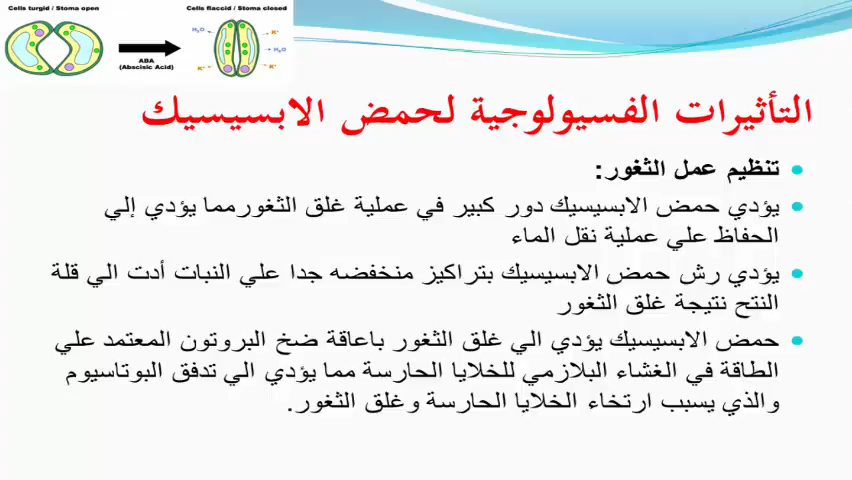 Cells turgid / Stoma open
Cells flaccid / Stoma closed
H₂O
K⁺
ABA
(Abscisic Acid)
H₂O
K⁺
K⁺
التأثيرات الفسيولوجية لحمض الابسيسيك
تنظيم عمل الثغور:
يؤدي حمض الابسيسيك دور كبير في عملية غلق الثغورمما يؤدي إلي
الحفاظ علي عملية نقل الماء
يؤدي رش حمض الابسيسيك بتراكيز منخفضه جدا علي النبات أدت الي قلة
النتح نتيجة غلق الثغور
حمض الابسيسيك يؤدي الي غلق الثغور باعاقة ضخ البروتون المعتمد علي
الطاقة في الغشاء البلازمي للخلايا الحارسة مما يؤدي الي تدفق البوتاسيوم
والذي يسبب ارتخاء الخلايا الحارسة وغلق الثغور.